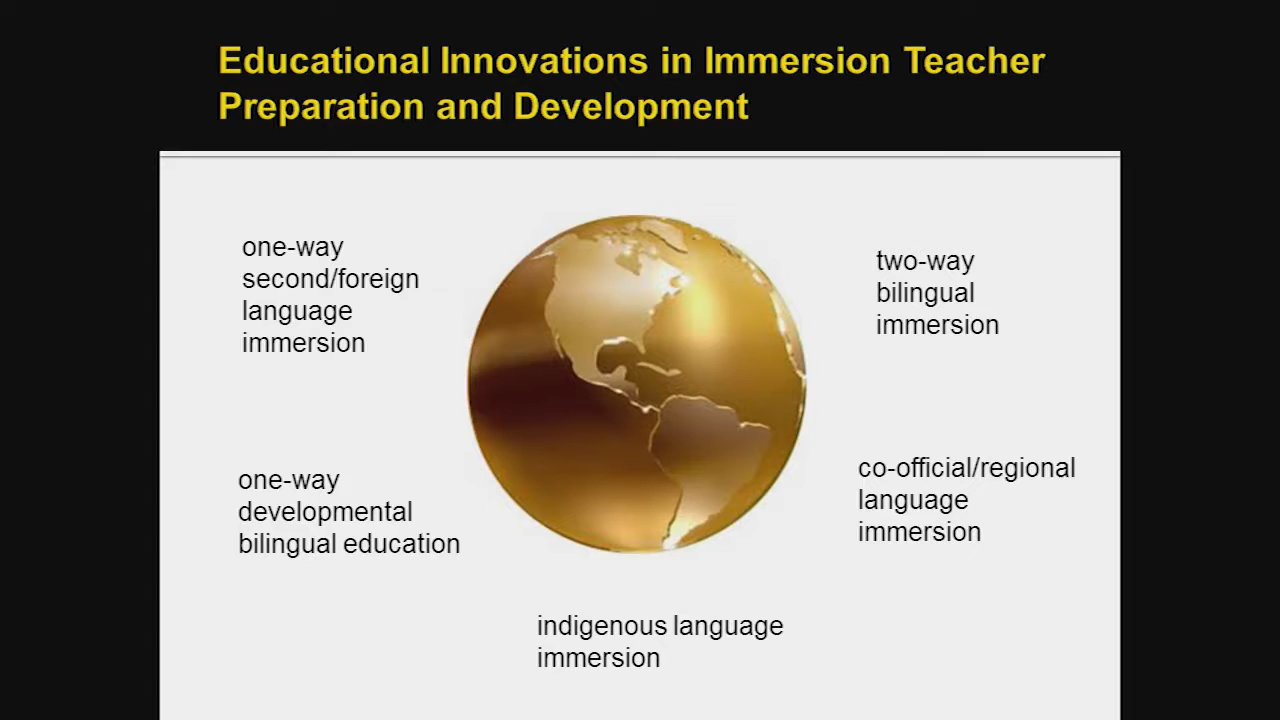 Educational Innovations in Immersion Teacher
Preparation and Development
one-way
second/foreign
language
immersion
two-way
bilingual
immersion
one-way
developmental
bilingual education
co-official/regional
language
immersion
indigenous language
immersion